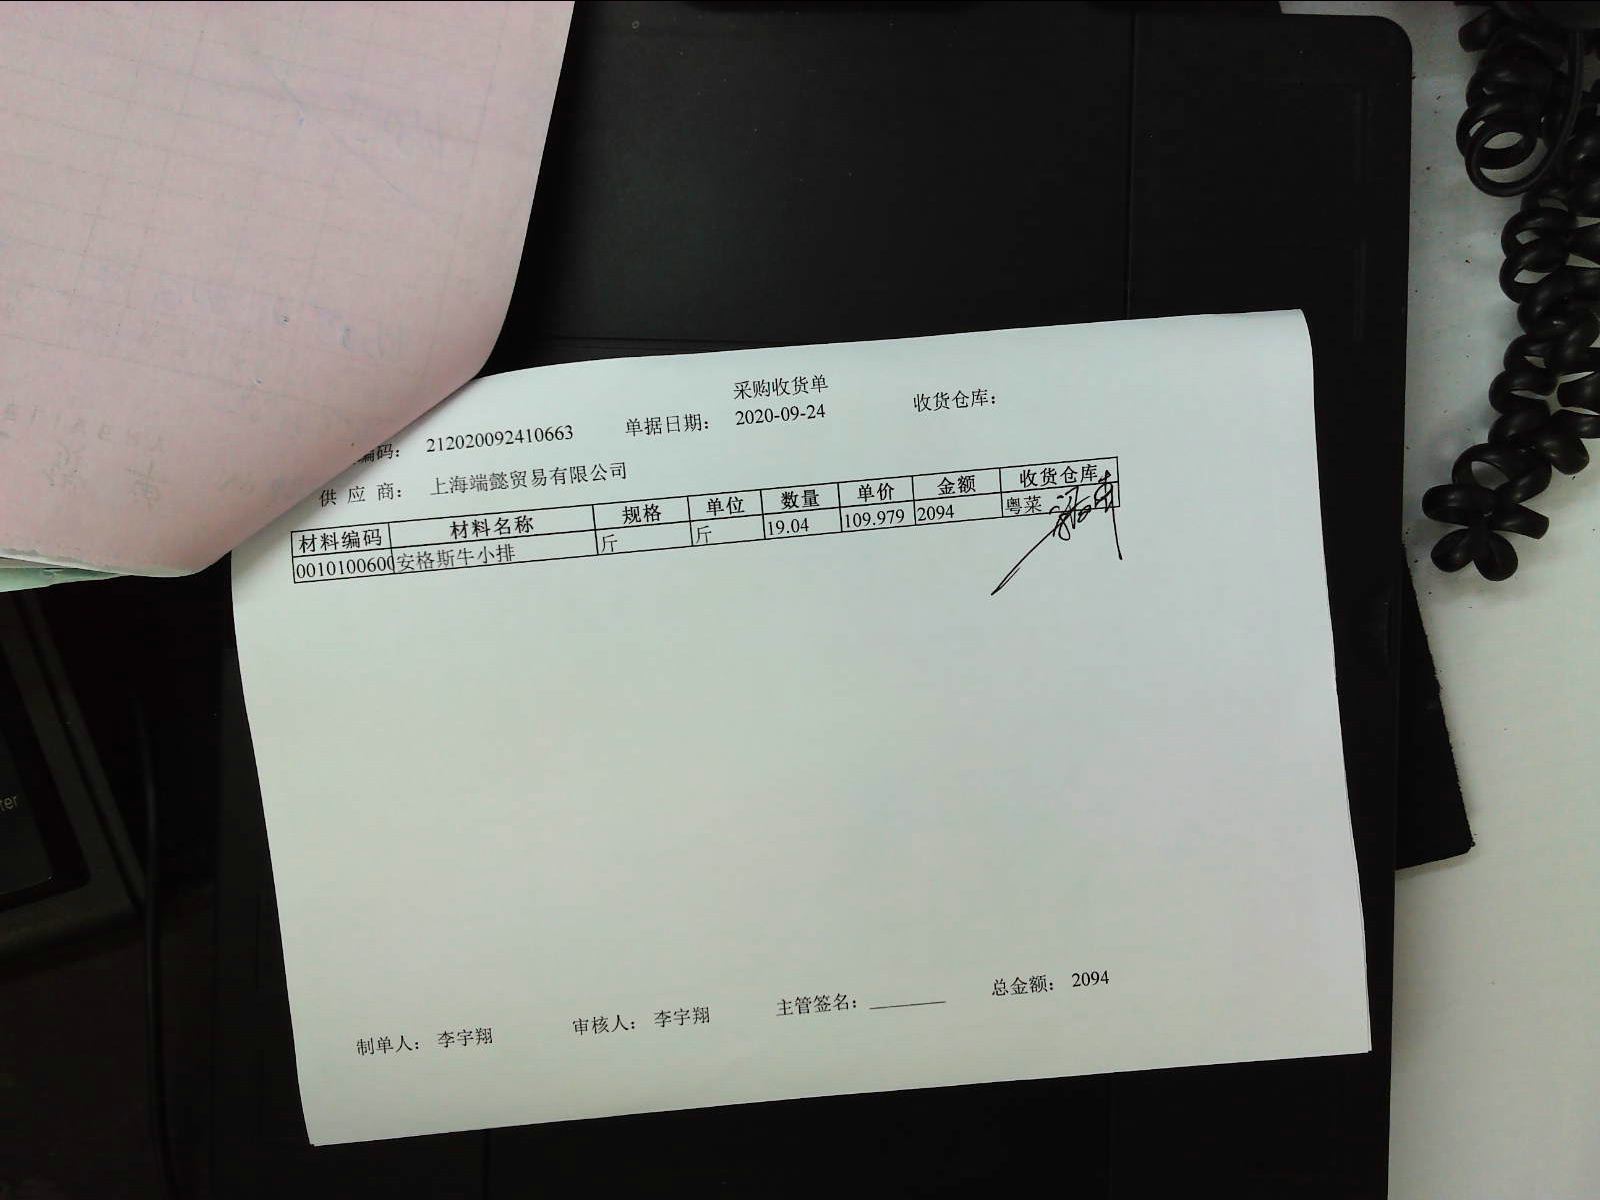 采购收货单
编码： 212020092410663 单据日期： 2020-09-24 收货仓库：
供 应 商： 上海端懿贸易有限公司
材料编码 材料名称 规格 单位 数量 单价 金额 收货仓库
0010100600 安格斯牛小排 斤 斤 19.04 109.979 2094 粤菜
制单人： 李宇翔 审核人： 李宇翔 主管签名： 总金额： 2094
ter